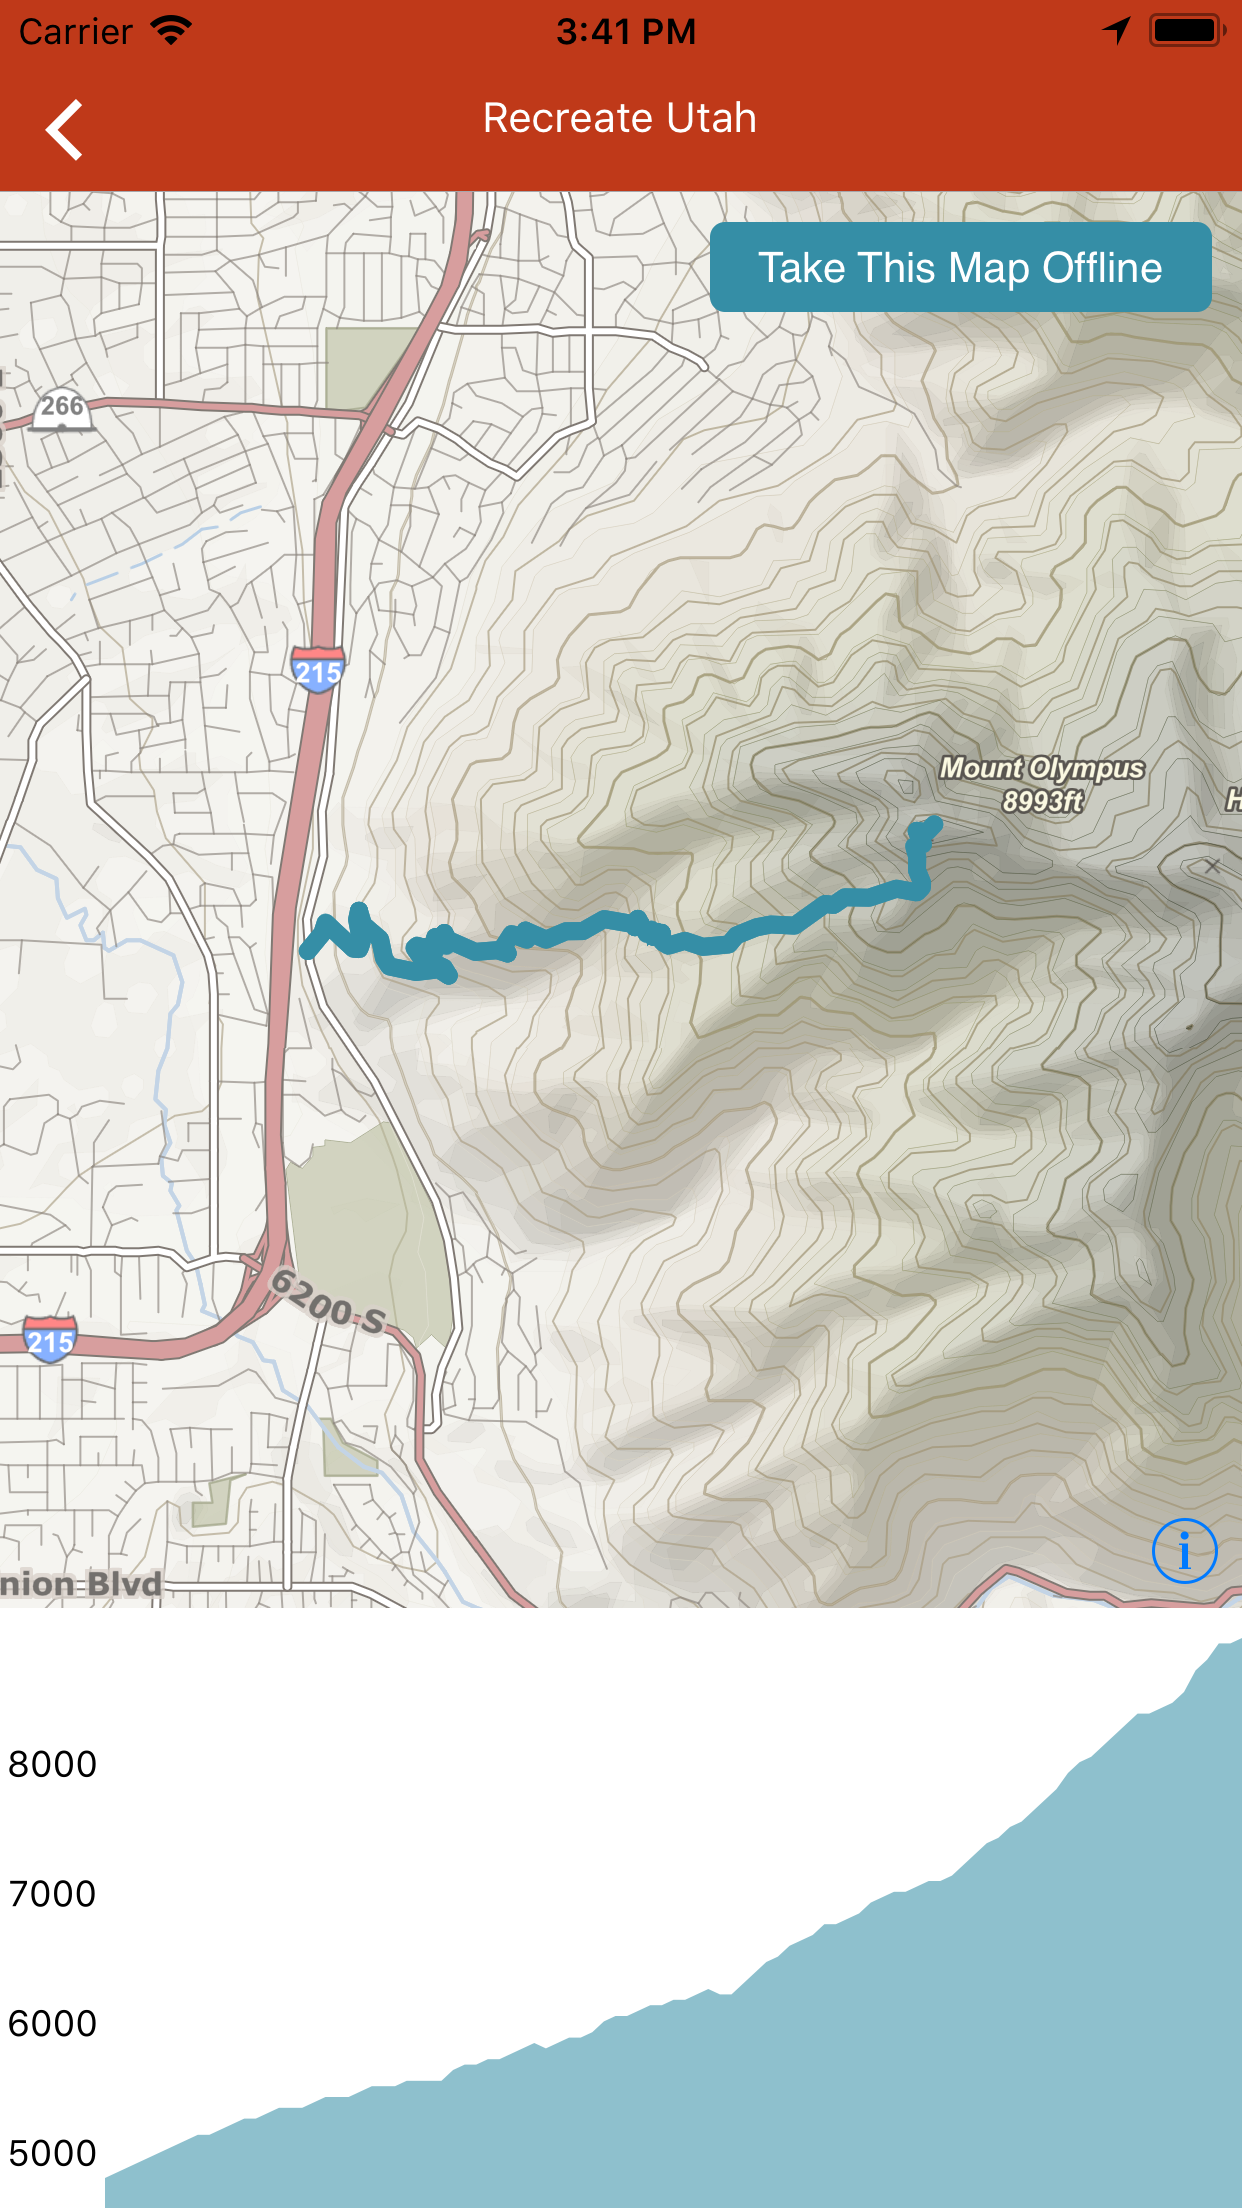 Carrier
3:41 PM
Recreate Utah
Take This Map Offline
266
215
Mount Olympus
8993ft
H
6200 S
215
nion Blvd
i
8000
7000
6000
5000